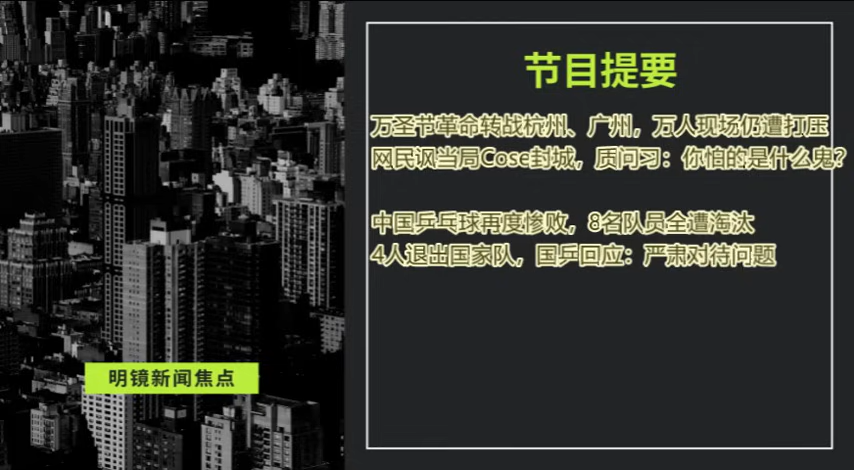 节目提要
万圣节革命转战杭州、广州，万人现场仍遭打压
网民讽当局Cose封城，质问习：你怕的是什么鬼？
中国乒乓球再度惨败，8名队员全遭淘汰
4人退出国家队，国乒回应：严肃对待问题
明镜新闻焦点